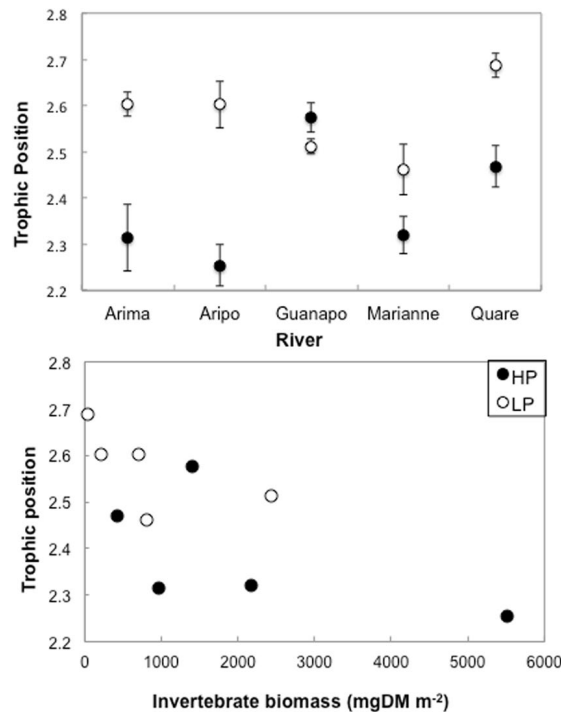 2.8
2.7
2.6
2.5
2.4
2.3
2.2
Trophic Position
Arima Aripo Guanapo Marianne Quare
River
2.8
2.7
2.6
2.5
2.4
2.3
2.2
Trophic position
HP
LP
0 1000 2000 3000 4000 5000 6000
Invertebrate biomass (mgDM m-2)